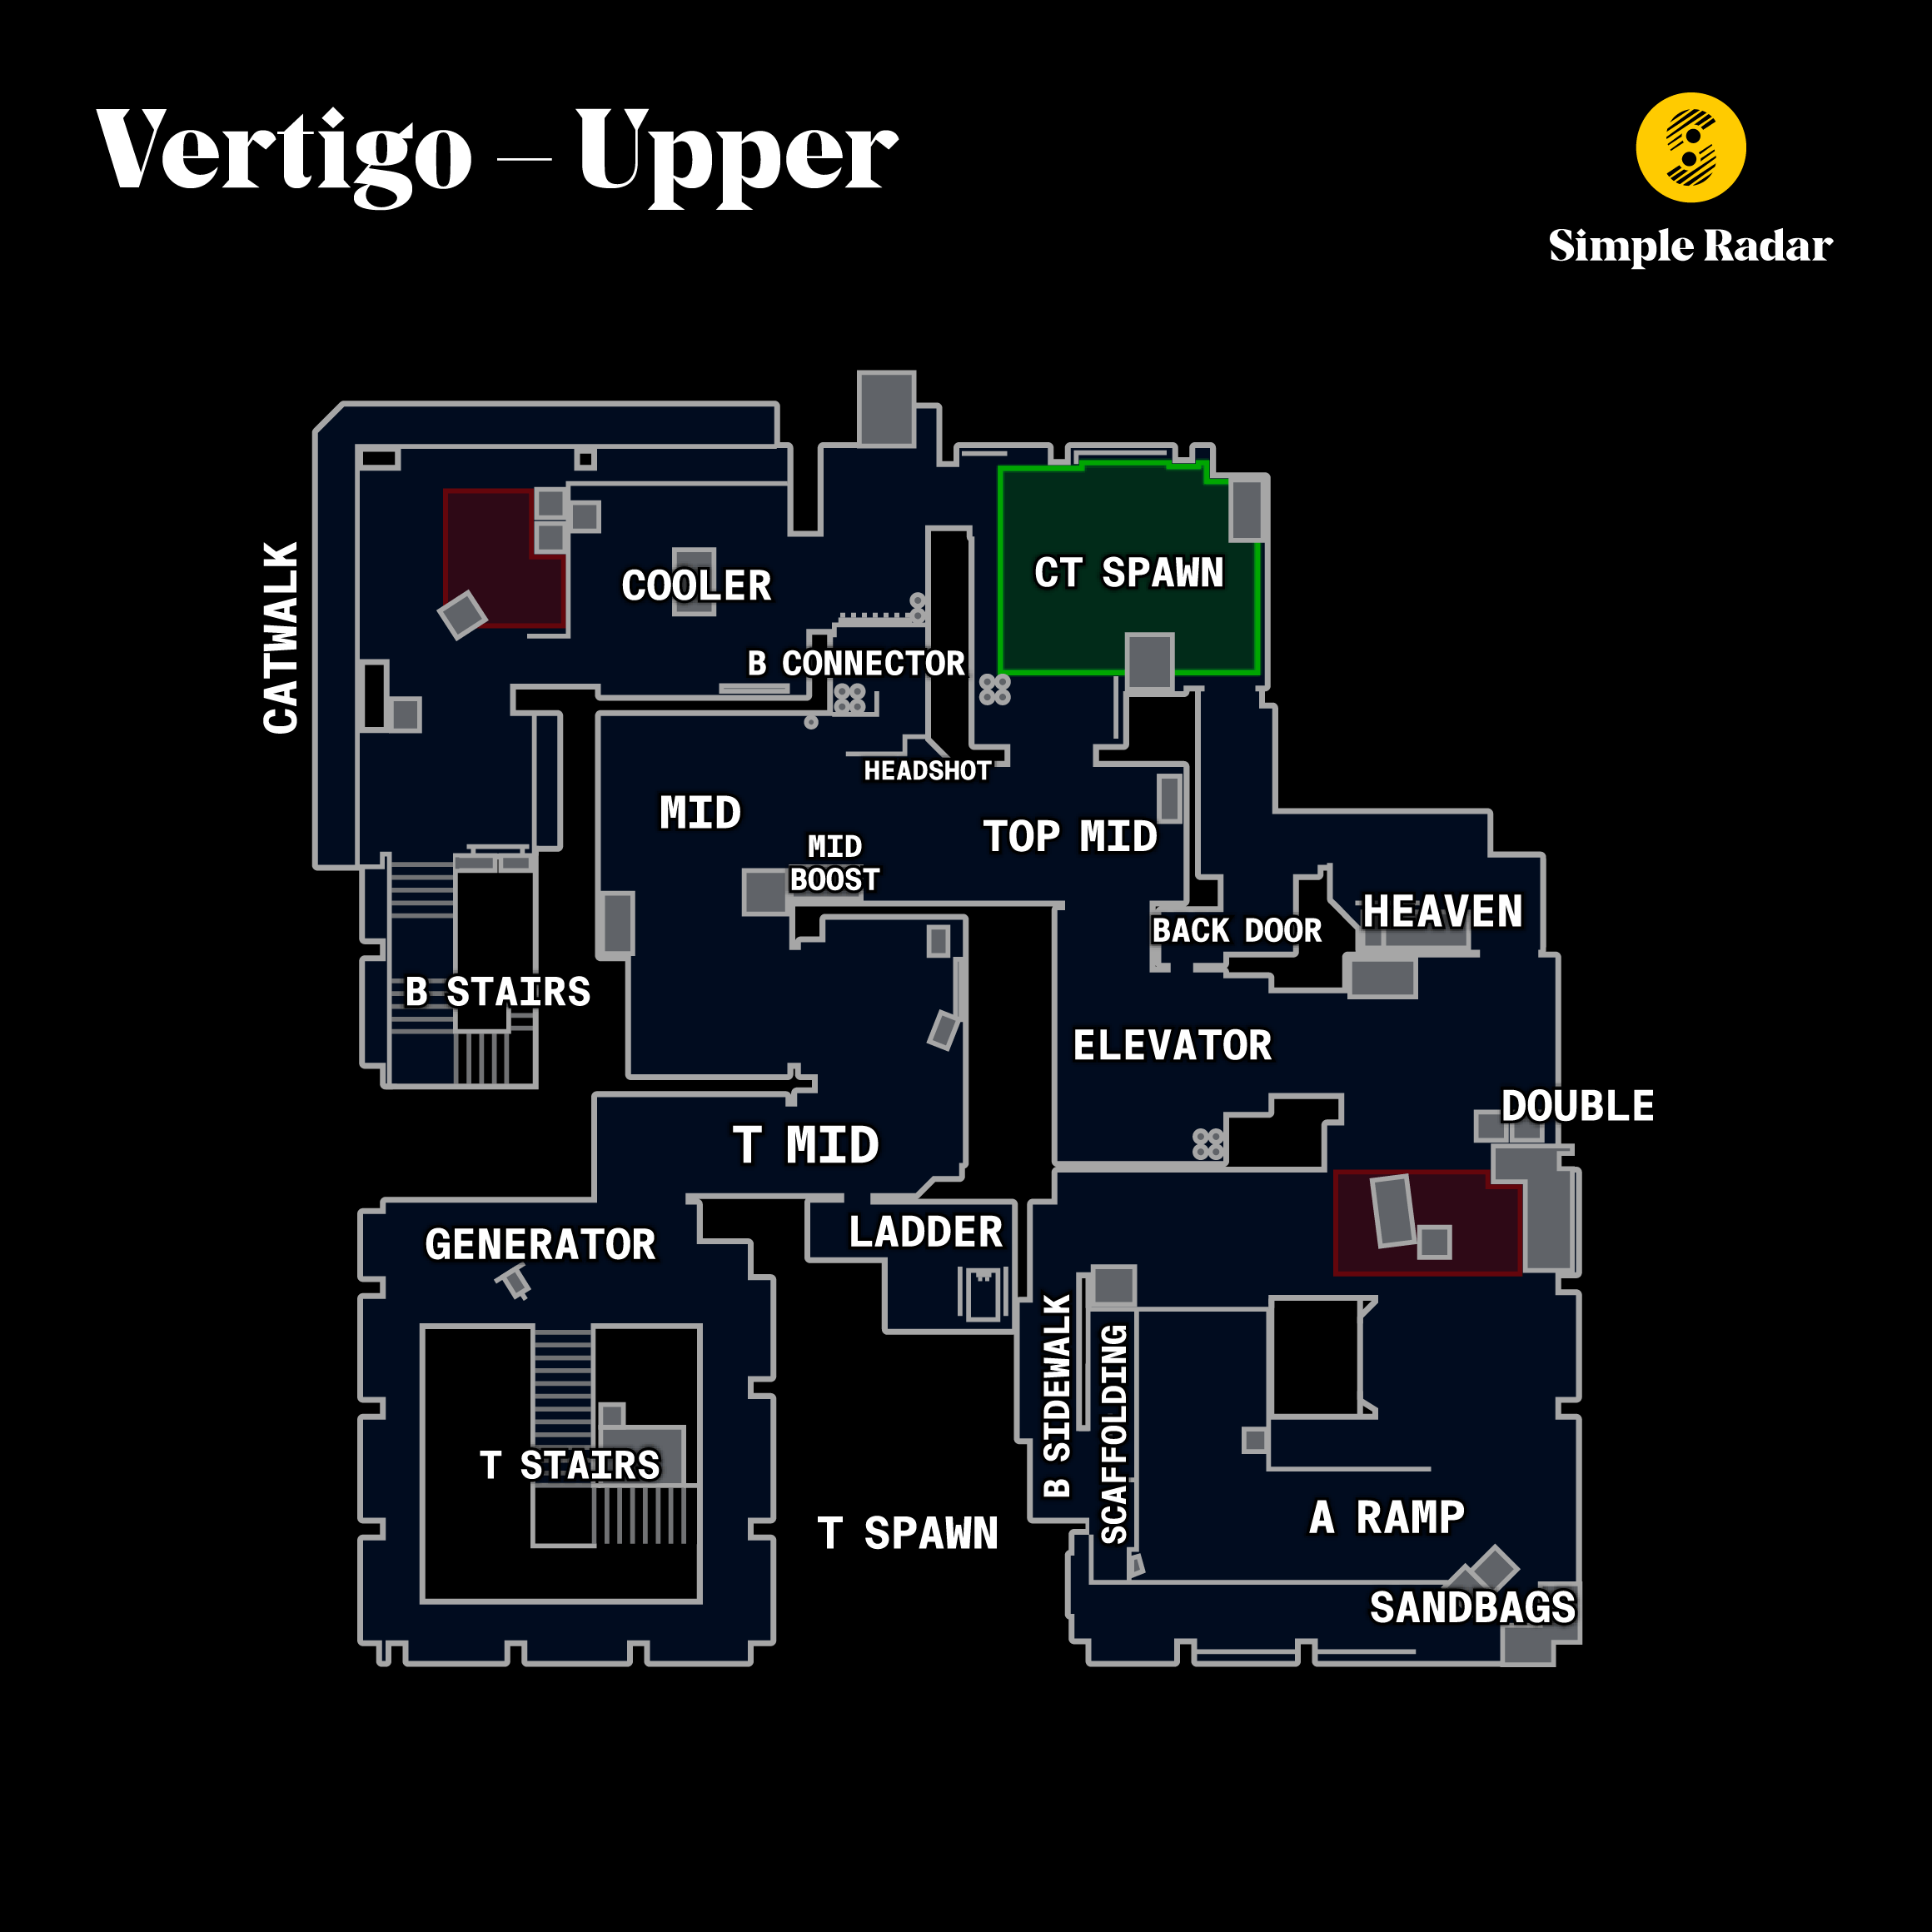 Vertigo — Upper
Simple Radar
CATWALK
COOLER
CT SPAWN
B CONNECTOR
HEADSHOT
MID
TOP MID
MID
BOOST
HEAVEN
BACK DOOR
B STAIRS
ELEVATOR
DOUBLE
T MID
LADDER
GENERATOR
B SIDEWALK
SCAFFOLDING
T STAIRS
T SPAWN
A RAMP
SANDBAGS